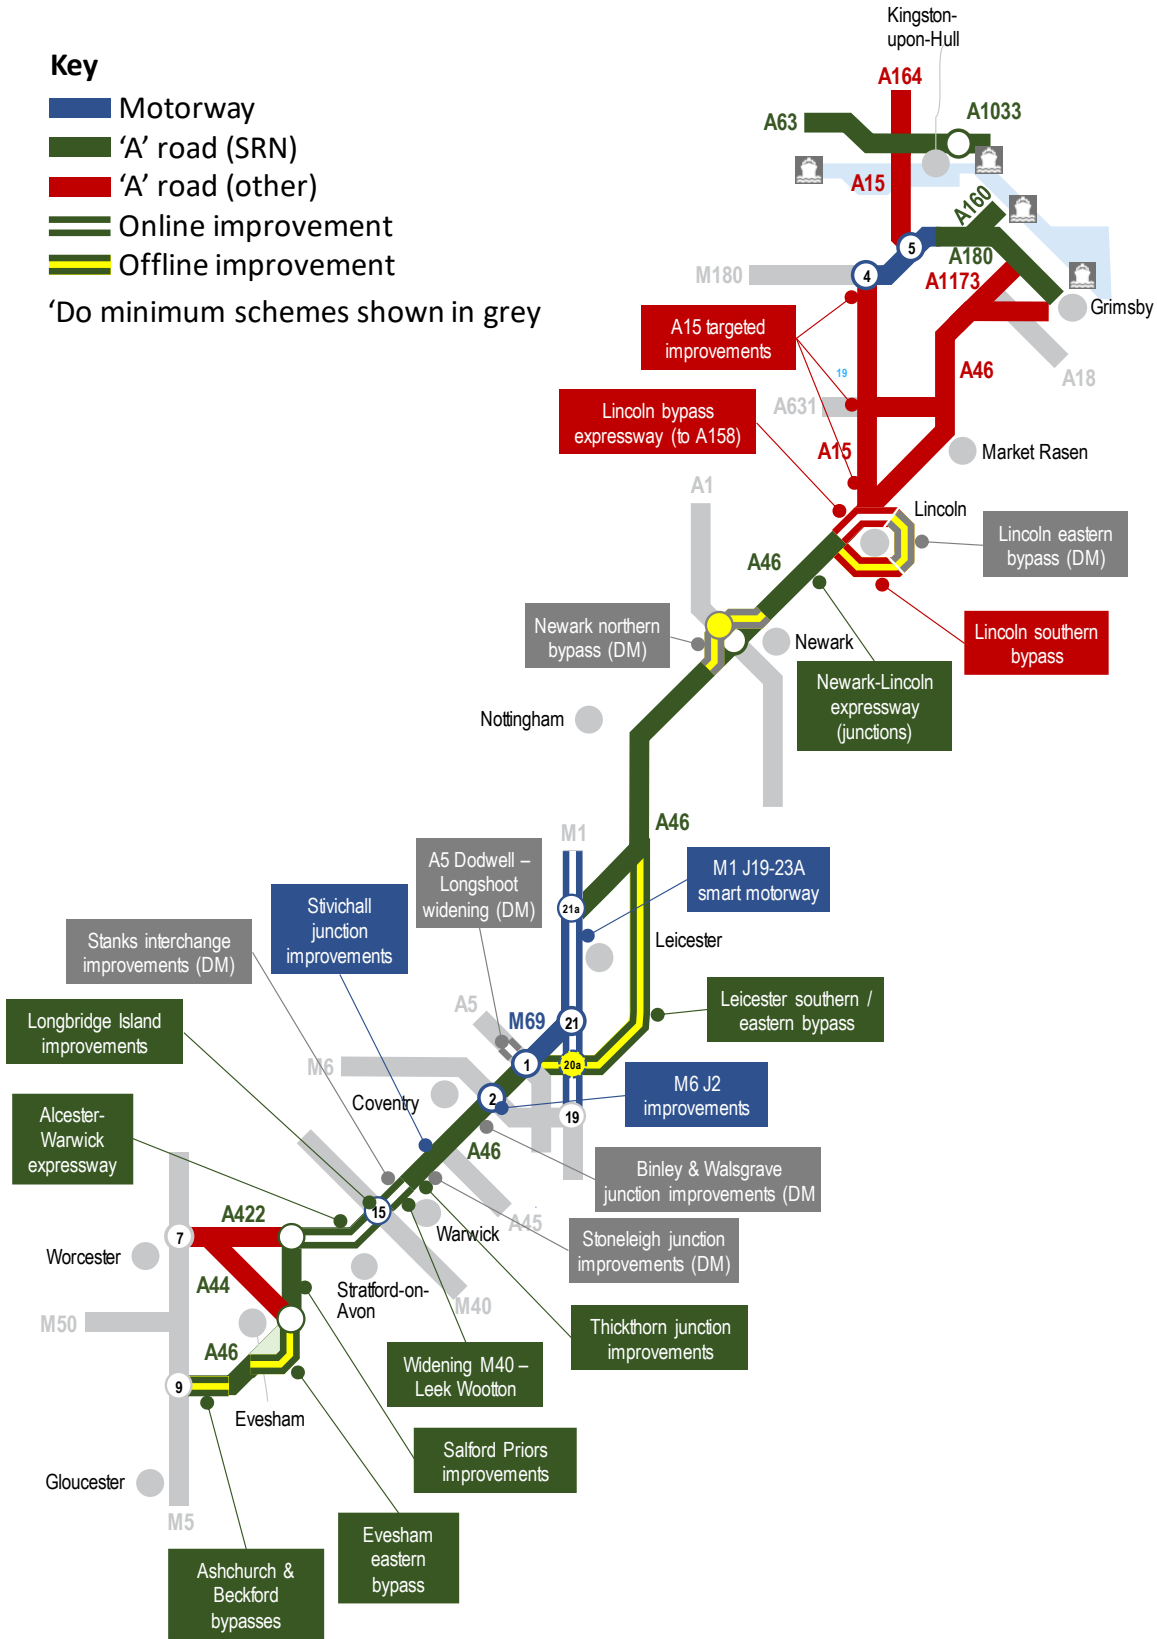 Kingston-
upon-Hull
Key
Motorway
‘A’ road (SRN)
‘A’ road (other)
Online improvement
Offline improvement
‘Do minimum schemes shown in grey
A164
A63
A1033
A15
A160
5
A180
M180
4
A1173
Grimsby
A15 targeted
improvements
19
A46
A18
A631
Lincoln bypass
expressway (to A158)
A15
Market Rasen
A1
Lincoln
Lincoln eastern
bypass (DM)
A46
Newark northern
bypass (DM)
Newark
Lincoln southern
bypass
Newark-Lincoln
expressway
(junctions)
Nottingham
A46
M1
A5 Dodwell –
Longshoot
widening (DM)
M1 J19-23A
smart motorway
Stivichall
junction
improvements
21a
Stanks interchange
improvements (DM)
Leicester
A5
M69
21
Leicester southern /
eastern bypass
Longbridge Island
improvements
M6
1
20a
Coventry
2
M6 J2
improvements
19
Alcester-
Warwick
expressway
A46
Binley & Walsgrave
junction improvements (DM
15
A45
A422
7
Warwick
Stoneleigh junction
improvements (DM)
Worcester
A44
Stratford-on-
Avon
M40
M50
Thickthorn junction
improvements
A46
Widening M40 –
Leek Wootton
9
Evesham
Salford Priors
improvements
Gloucester
M5
Evesham
eastern
bypass
Ashchurch &
Beckford
bypasses